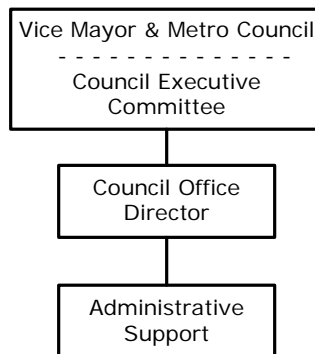 Vice Mayor & Metro Council
- - - - - - - - - - - - - -
Council Executive
Committee
Council Office
Director
Administrative
Support